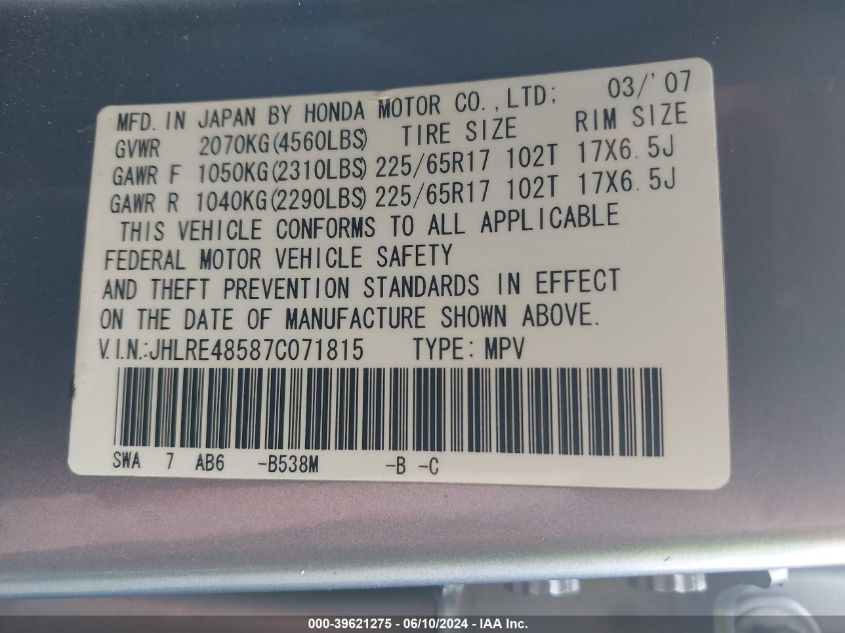 MFD. IN JAPAN BY HONDA MOTOR CO., LTD; 03/'07
GVWR 2070KG(4560LBS) TIRE SIZE RIM SIZE
GAWR F 1050KG(2310LBS) 225/65R17 102T 17X6.5J
GAWR R 1040KG(2290LBS) 225/65R17 102T 17X6.5J
THIS VEHICLE CONFORMS TO ALL APPLICABLE
FEDERAL MOTOR VEHICLE SAFETY
AND THEFT PREVENTION STANDARDS IN EFFECT
ON THE DATE OF MANUFACTURE SHOWN ABOVE.
V.I.N.:JHLRE48587C071815 TYPE: MPV
SWA 7 AB6 -B538M -B -C
000-39621275 - 06/10/2024 - IAA Inc.